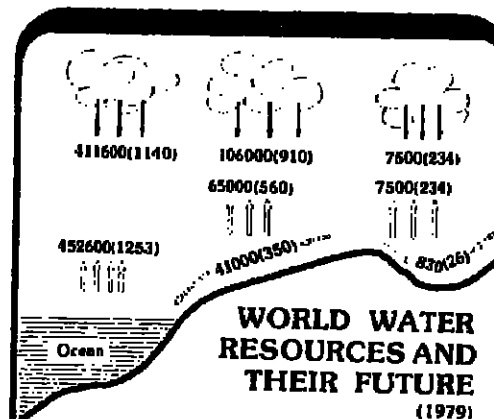 411600(1140) 106000(910) 7500(234)
65000(560) 7500(234)
452600(1253) 41000(350) 830(26)
Ocean
WORLD WATER
RESOURCES AND
THEIR FUTURE
(1979)